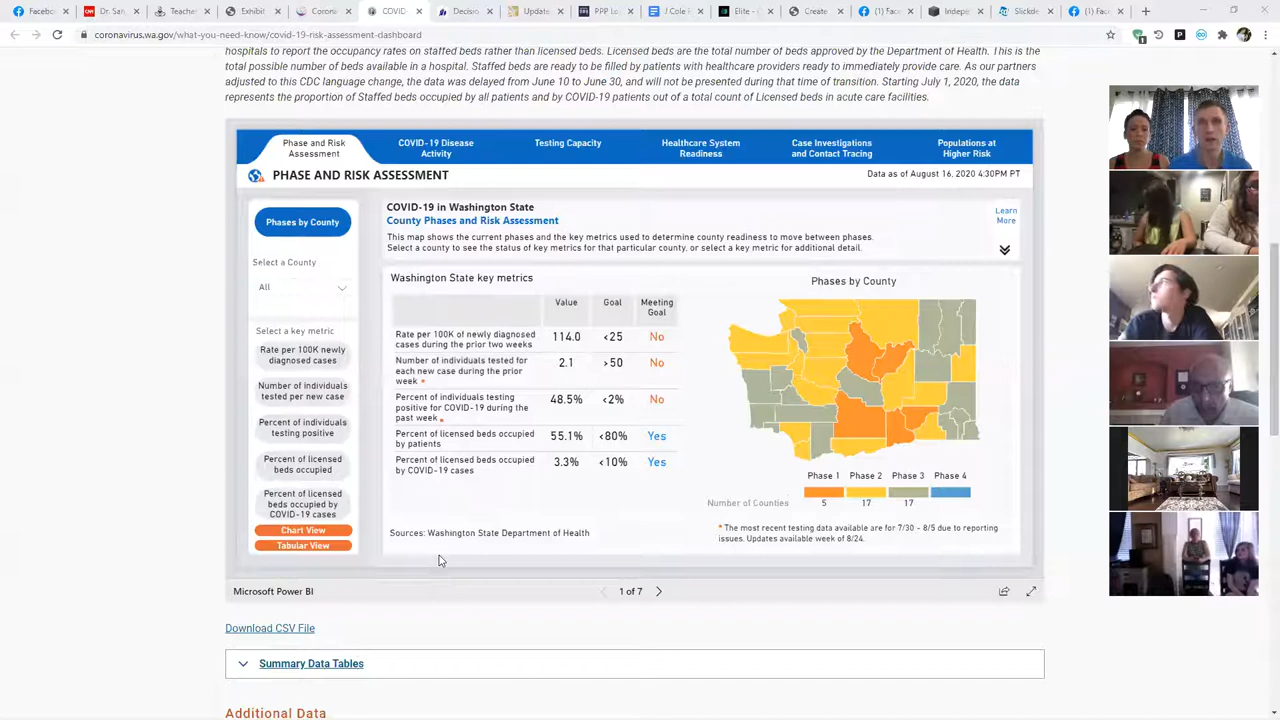 Facebo
Dr. San
Teache
Exhibit
Coroni
COVID-
Decisio
Update
PPP Lo
J Cole F
Elite - F
Create
(1) Fac
Indepe
Slickde
(1) Fac
coronavirus.wa.gov/what-you-need-know/covid-19-risk-assessment-dashboard
hospitals to report the occupancy rates on staffed beds rather than licensed beds. Licensed beds are the total number of beds approved by the Department of Health. This is the
total possible number of beds available in a hospital. Staffed beds are ready to be filled by patients with healthcare providers ready to immediately provide care. As our partners
adjusted to this CDC language change, the data was delayed from June 10 to June 30, and will not be presented during that time of transition. Starting July 1, 2020, the data
represents the proportion of Staffed beds occupied by all patients and by COVID-19 patients out of a total count of Licensed beds in acute care facilities.
Phase and Risk
Assessment
COVID-19 Disease
Activity
Testing Capacity
Healthcare System
Readiness
Case Investigations
and Contact Tracing
Populations at
Higher Risk
PHASE AND RISK ASSESSMENT
Data as of August 16, 2020 4:30PM PT
Phases by County
Select a County
All
Select a key metric
Rate per 100K newly
diagnosed cases
Number of individuals
tested per new case
Percent of individuals
testing positive
Percent of licensed
beds occupied
Percent of licensed
beds occupied by
COVID-19 cases
Chart View
Tabular View
COVID-19 in Washington State
County Phases and Risk Assessment
Learn
More
This map shows the current phases and the key metrics used to determine county readiness to move between phases.
Select a county to see the status of key metrics for that particular county, or select a key metric for additional detail.
Washington State key metrics
Value Goal Meeting
Goal
Rate per 100K of newly diagnosed
cases during the prior two weeks
114.0 <25 No
Number of individuals tested for
each new case during the prior
week *
2.1 >50 No
Percent of individuals testing
positive for COVID-19 during the
past week *
48.5% <2% No
Percent of licensed beds occupied
by patients
55.1% <80% Yes
Percent of licensed beds occupied
by COVID-19 cases
3.3% <10% Yes
Sources: Washington State Department of Health
Phases by County
Phase 1 Phase 2 Phase 3 Phase 4
Number of Counties 5 17 17
* The most recent testing data available are for 7/30 - 8/5 due to reporting
issues. Updates available week of 8/24.
Microsoft Power BI
1 of 7
Download CSV File
Summary Data Tables
Additional Data